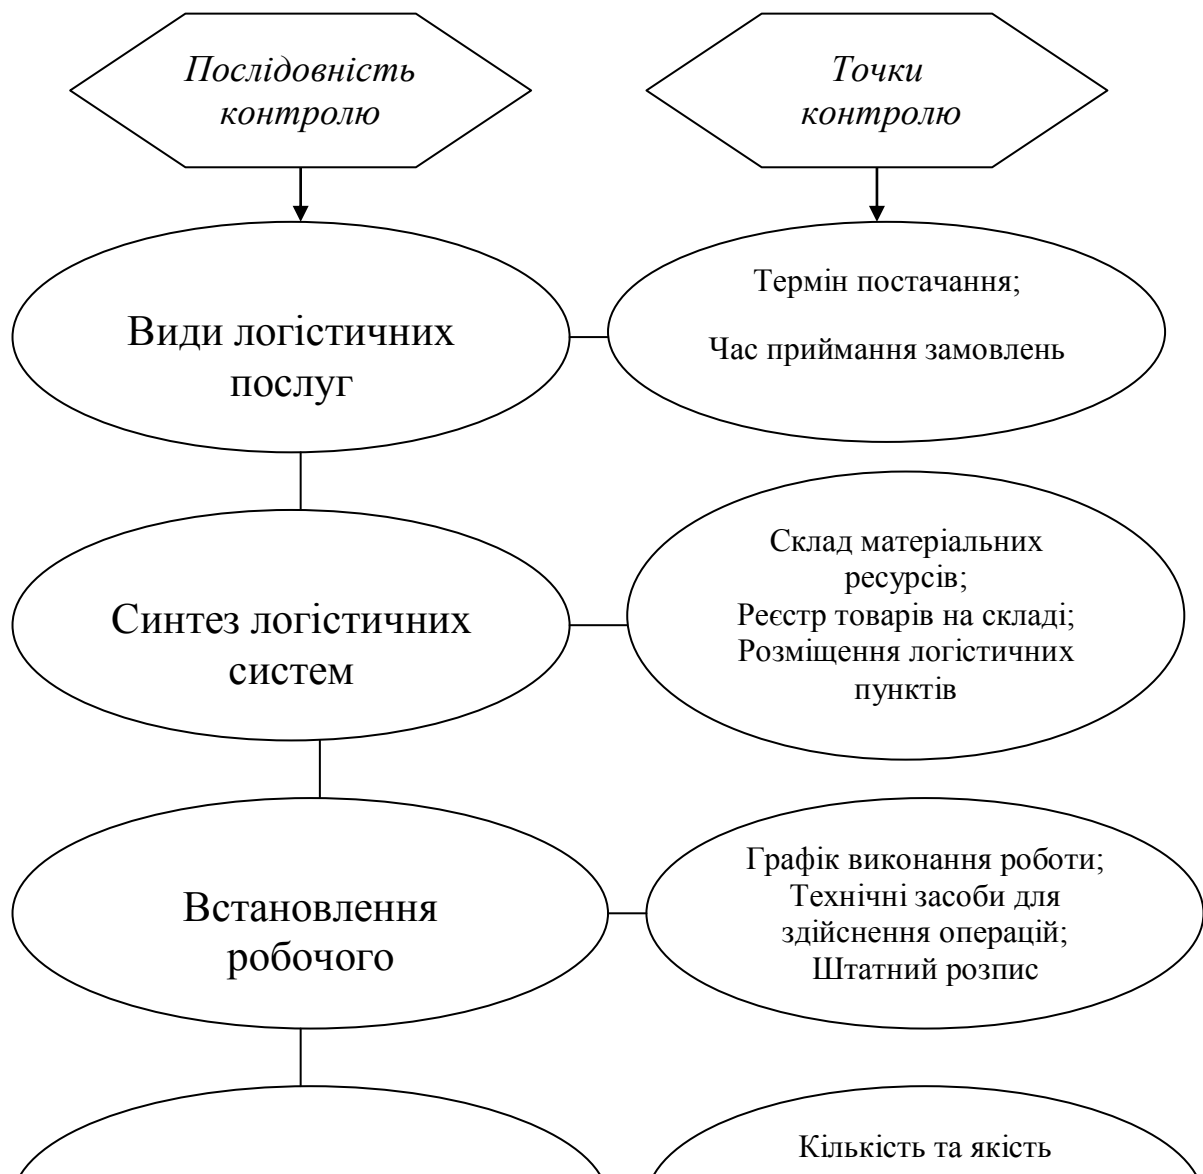 Послідовність
контролю
Точки
контролю
Види логістичних
послуг
Термін постачання;
Час приймання замовлень
Синтез логістичних
систем
Склад матеріальних
ресурсів;
Реєстр товарів на складі;
Розміщення логістичних
пунктів
Встановлення
робочого
Графік виконання роботи;
Технічні засоби для
здійснення операцій;
Штатний розпис
Кількість та якість